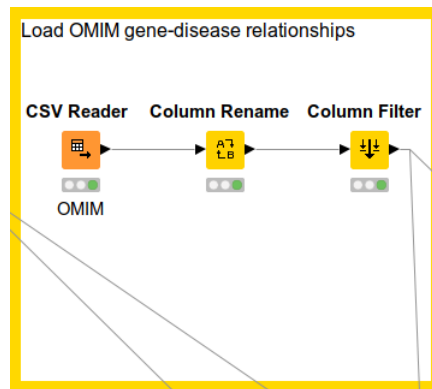 Load OMIM gene-disease relationships
CSV Reader Column Rename Column Filter
A
B
OMIM